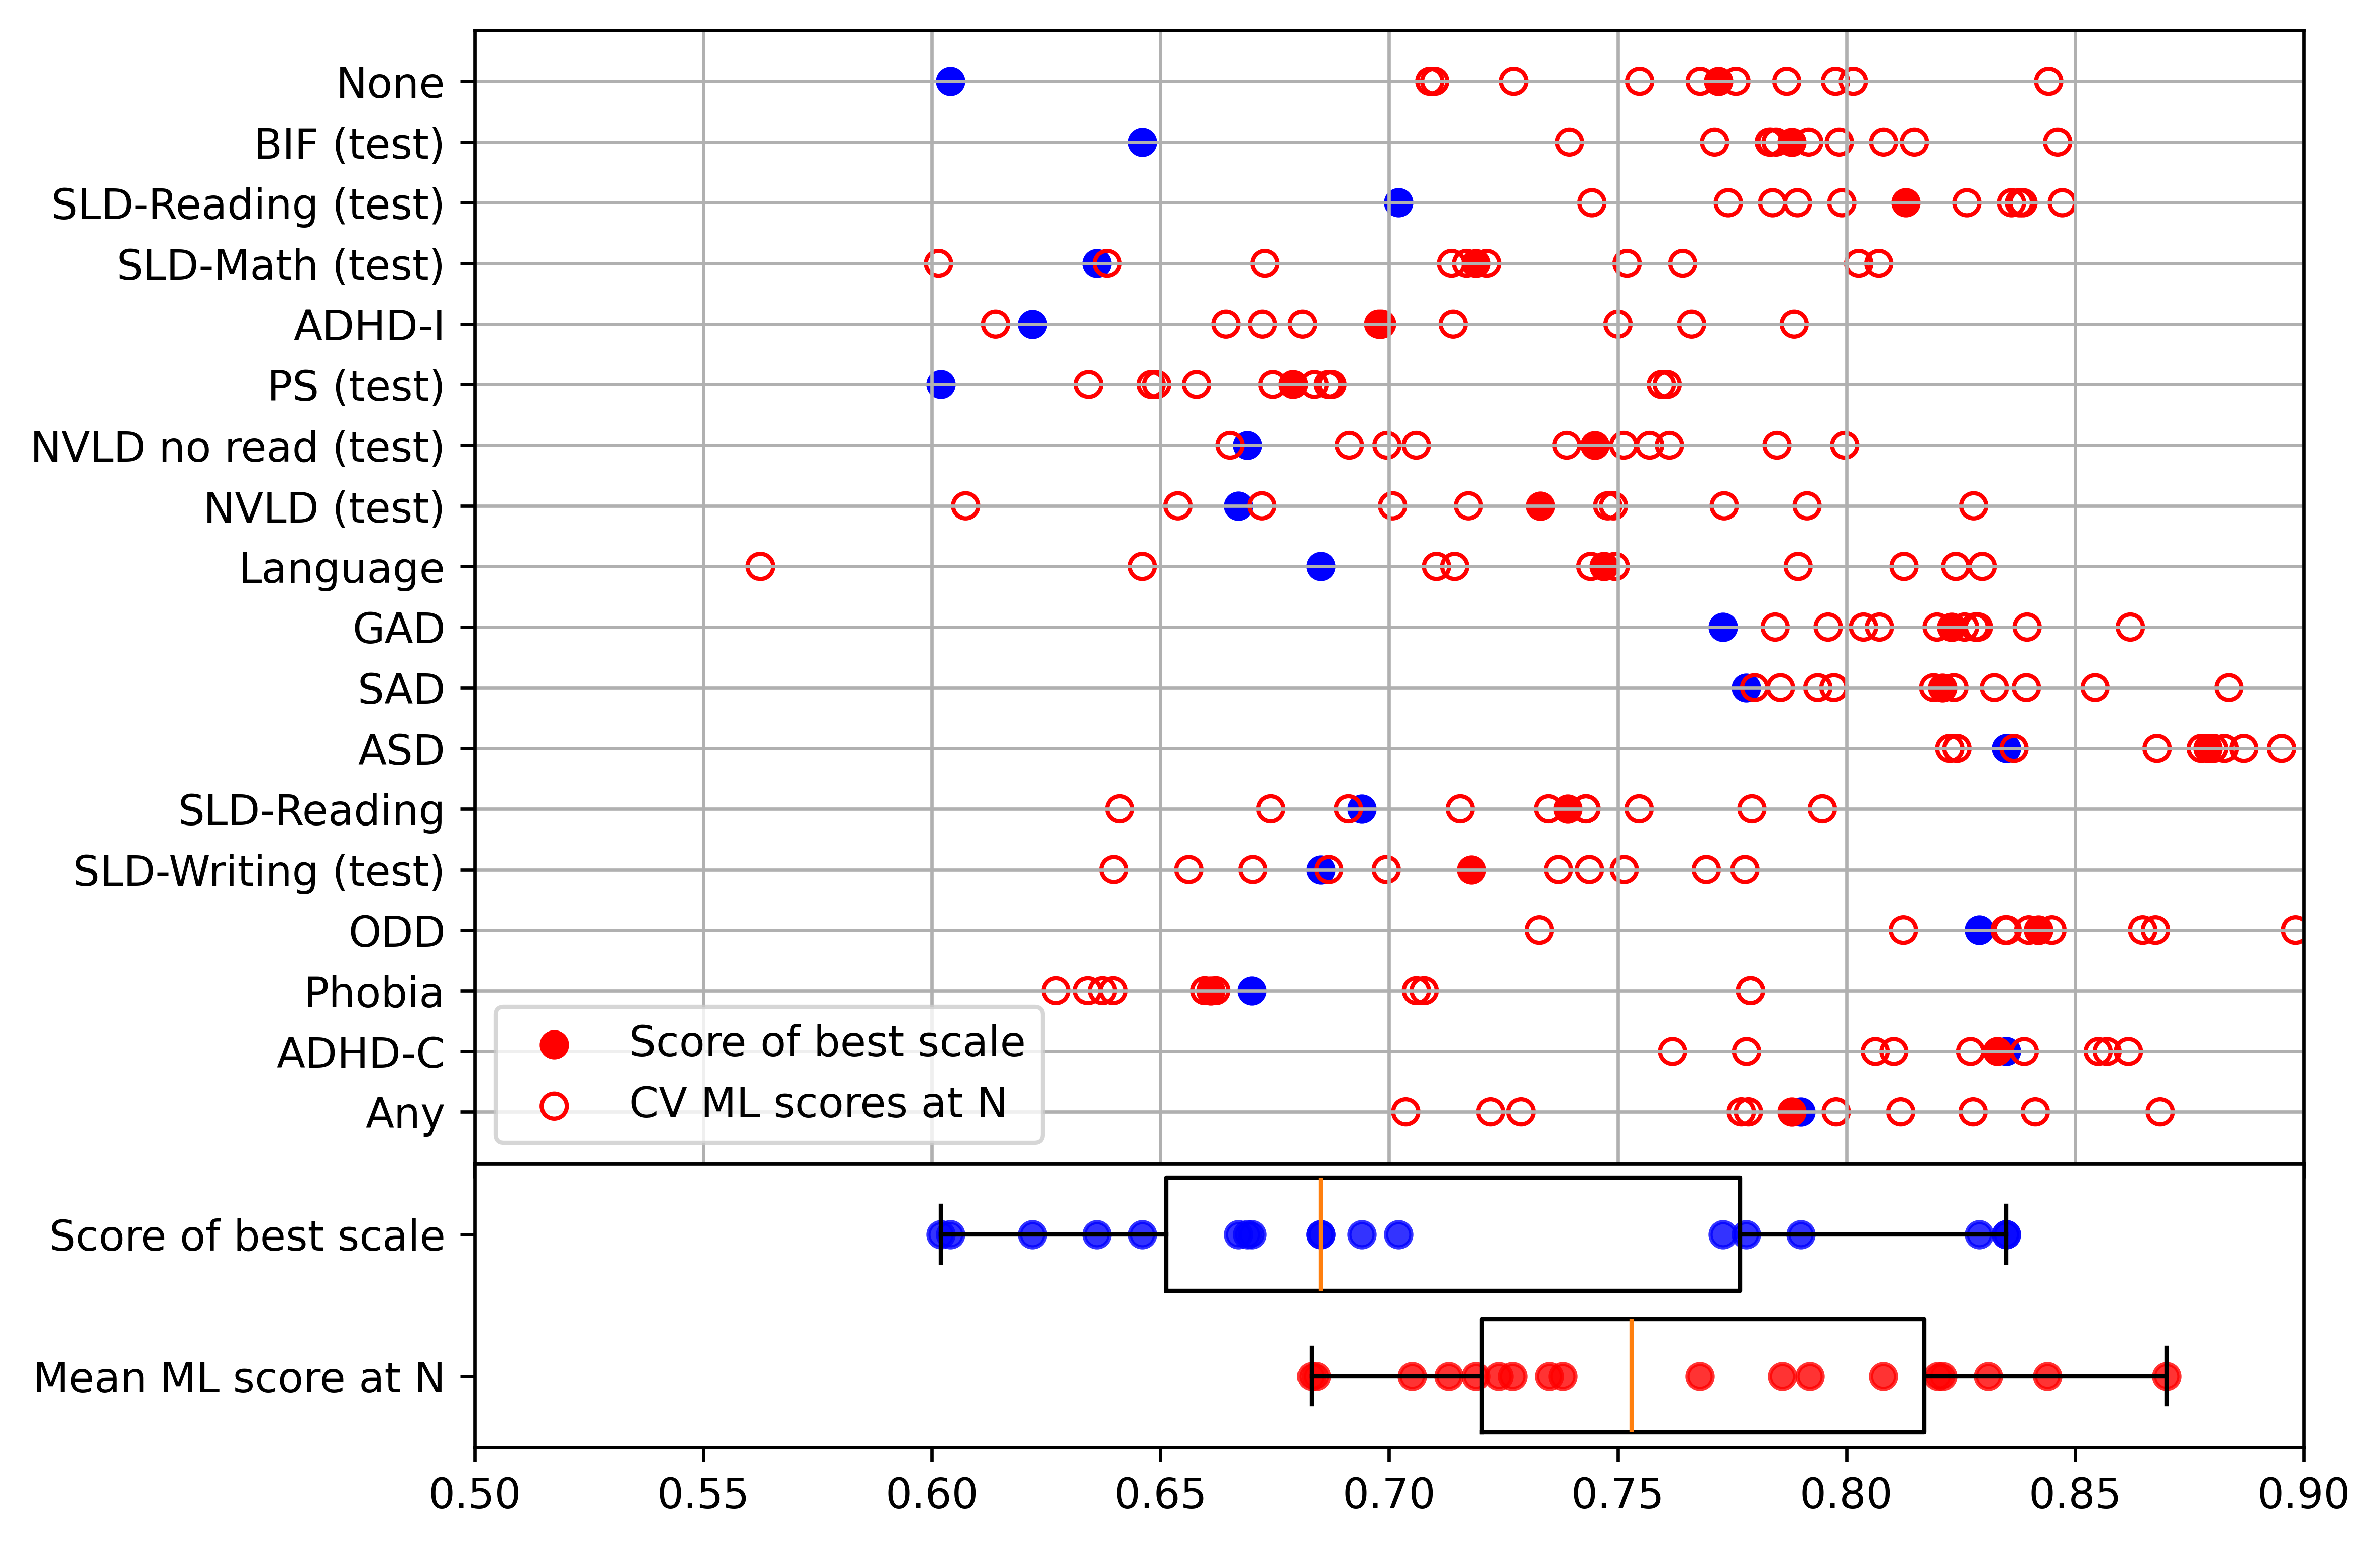 None
BIF (test)
SLD-Reading (test)
SLD-Math (test)
ADHD-I
PS (test)
NVLD no read (test)
NVLD (test)
Language
GAD
SAD
ASD
SLD-Reading
SLD-Writing (test)
ODD
Phobia
ADHD-C
Any
Score of best scale
CV ML scores at N
Score of best scale
Mean ML score at N
0.50 0.55 0.60 0.65 0.70 0.75 0.80 0.85 0.90